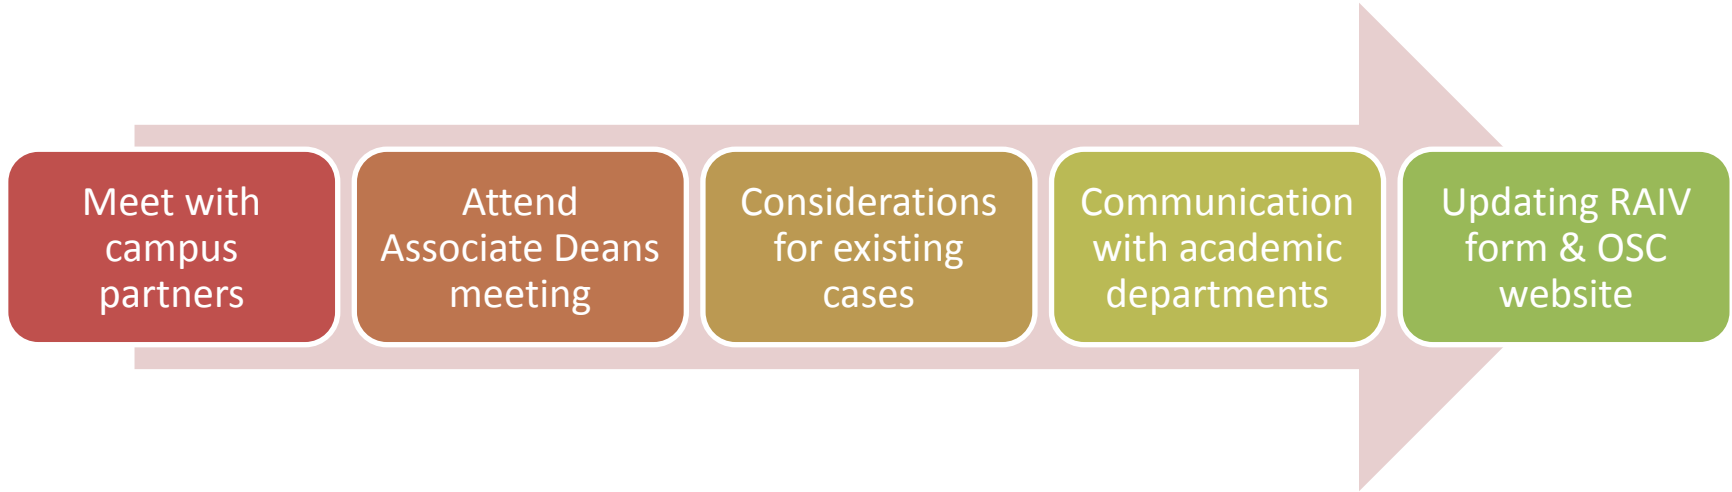 Meet with
campus
partners
Attend
Associate Deans
meeting
Considerations
for existing
cases
Communication
with academic
departments
Updating RAIV
form & OSC
website